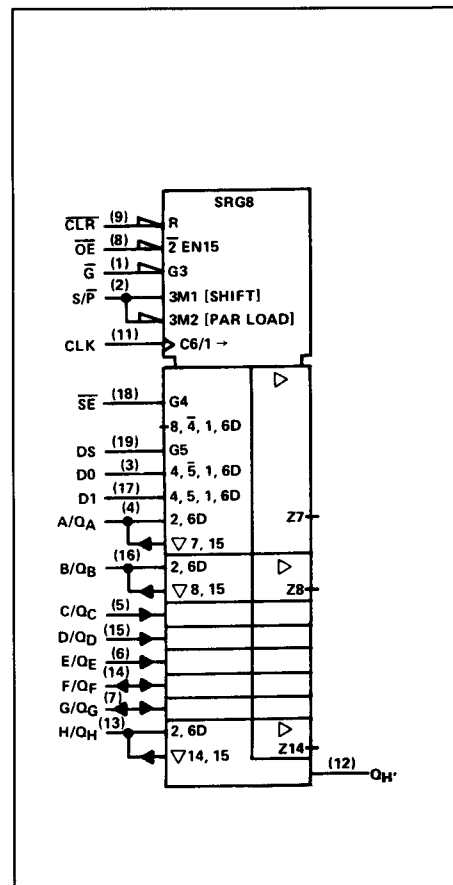 SRG8
C̅L̅R̅ (9) R
O̅E̅ (8) 2̅ EN15
G̅ (1) G3
S/P̅ (2) 3M1 [SHIFT]
3M2 [PAR LOAD]
CLK (11) C6/1 →
▷
S̅E̅ (18) G4
8, 4̅, 1, 6D
DS (19) G5
D0 (3) 4, 5̅, 1, 6D
D1 (17) 4, 5, 1, 6D
A/QA (4) 2, 6D
Z7
▽ 7, 15
B/QB (16) 2, 6D ▷
▽ 8, 15 Z8
C/QC (5)
D/QD (15)
E/QE (6)
F/QF (14)
G/QG (7)
H/QH (13) 2, 6D ▷
▽ 14, 15 Z14
(12) QH'